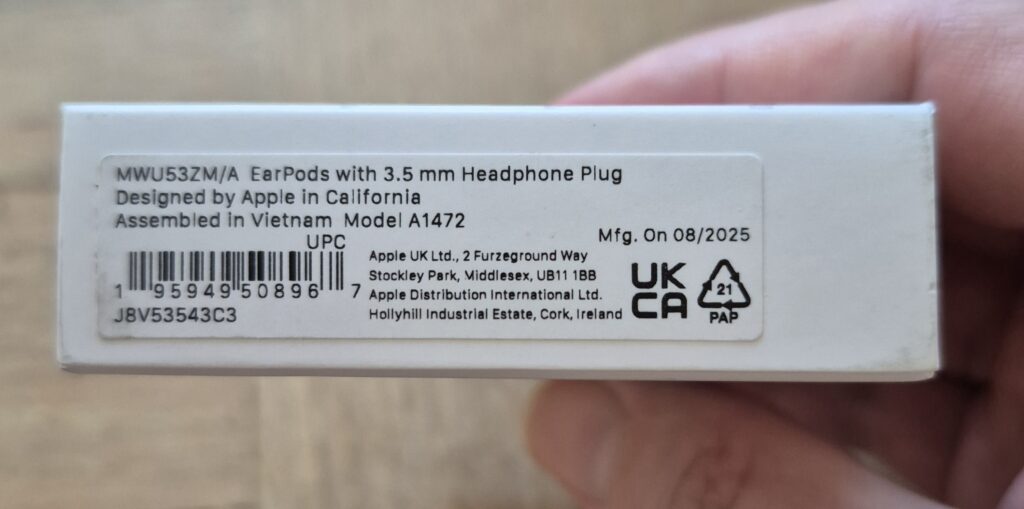 MWU53ZM/A EarPods with 3.5 mm Headphone Plug
Designed by Apple in California
Assembled in Vietnam Model A1472
Mfg. On 08/2025
UPC
1 95949 50896 7
J8V53543C3
Apple UK Ltd., 2 Furzeground Way
Stockley Park, Middlesex, UB11 1BB
Apple Distribution International Ltd.
Hollyhill Industrial Estate, Cork, Ireland
UK
CA
21
PAP